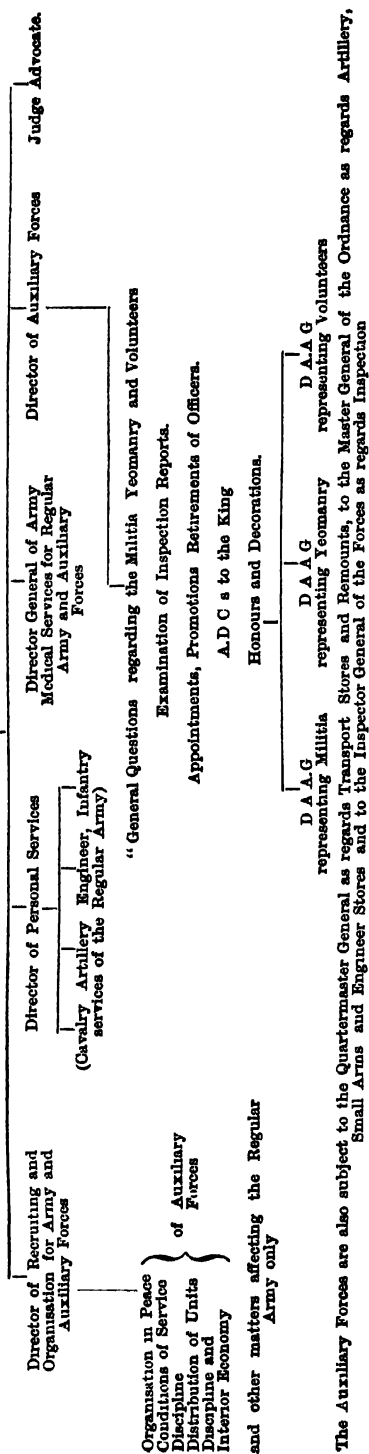 Director of Recruiting and
Organisation for Army and
Auxiliary Forces
Director of Personal Services
Director General of Army
Medical Services for Regular
Army and Auxiliary
Forces
Director of Auxiliary Forces
Judge Advocate.
(Cavalry Artillery Engineer, Infantry
services of the Regular Army)
Organisation in Peace
Conditions of Service
Discipline
Distribution of Units
Discipline and
Interior Economy
of Auxiliary
Forces
and other matters affecting the Regular
Army only
"General Questions regarding the Militia Yeomanry and Volunteers
Examination of Inspection Reports.
Appointments, Promotions Retirements of Officers.
A.D C s to the King
Honours and Decorations.
D A A G
representing Militia
D A A G
representing Yeomanry
D A.A G
representing Volunteers
The Auxiliary Forces are also subject to the Quartermaster General as regards Transport Stores and Remounts, to the Master General of the Ordnance as regards Artillery,
Small Arms and Engineer Stores and to the Inspector General of the Forces as regards Inspection